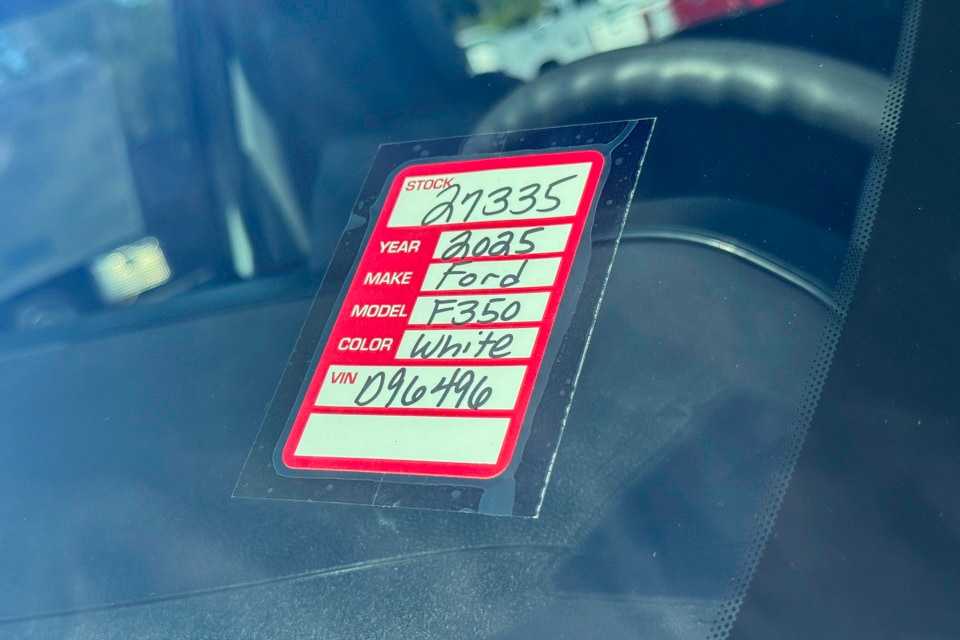 STOCK 27335
YEAR 2025
MAKE Ford
MODEL F350
COLOR White
VIN D96496